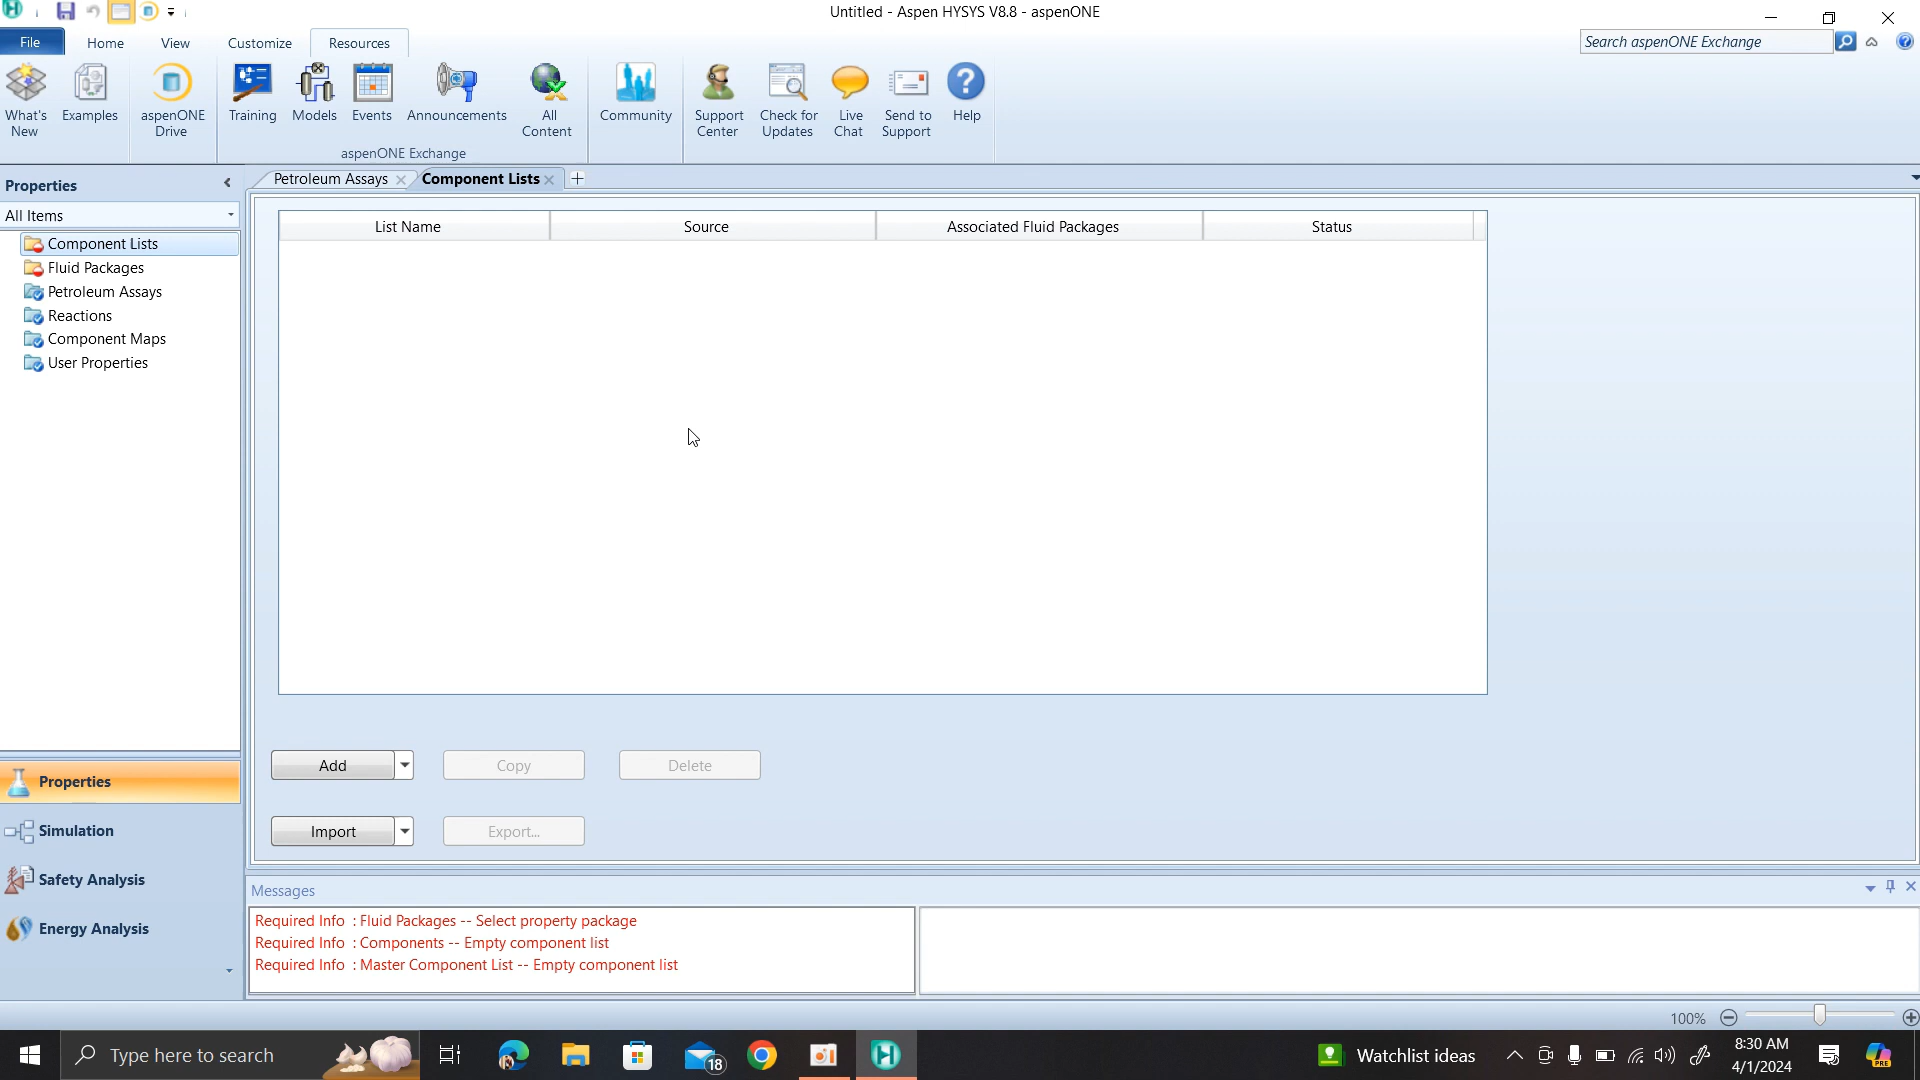 Untitled - Aspen HYSYS V8.8 - aspenONE
File
Home
View
Customize
Resources
Search aspenONE Exchange
What's New
Examples
aspenONE Drive
Training
Models
Events
Announcements
All Content
aspenONE Exchange
Community
Support Center
Check for Updates
Live Chat
Send to Support
Help
Properties
All Items
Component Lists
Fluid Packages
Petroleum Assays
Reactions
Component Maps
User Properties
Petroleum Assays
Component Lists
List Name
Source
Associated Fluid Packages
Status
Add
Copy
Delete
Import
Export...
Properties
Simulation
Safety Analysis
Energy Analysis
Messages
Required Info : Fluid Packages -- Select property package
Required Info : Components -- Empty component list
Required Info : Master Component List -- Empty component list
100%
Type here to search
18
Watchlist ideas
8:30 AM
4/1/2024
PRE